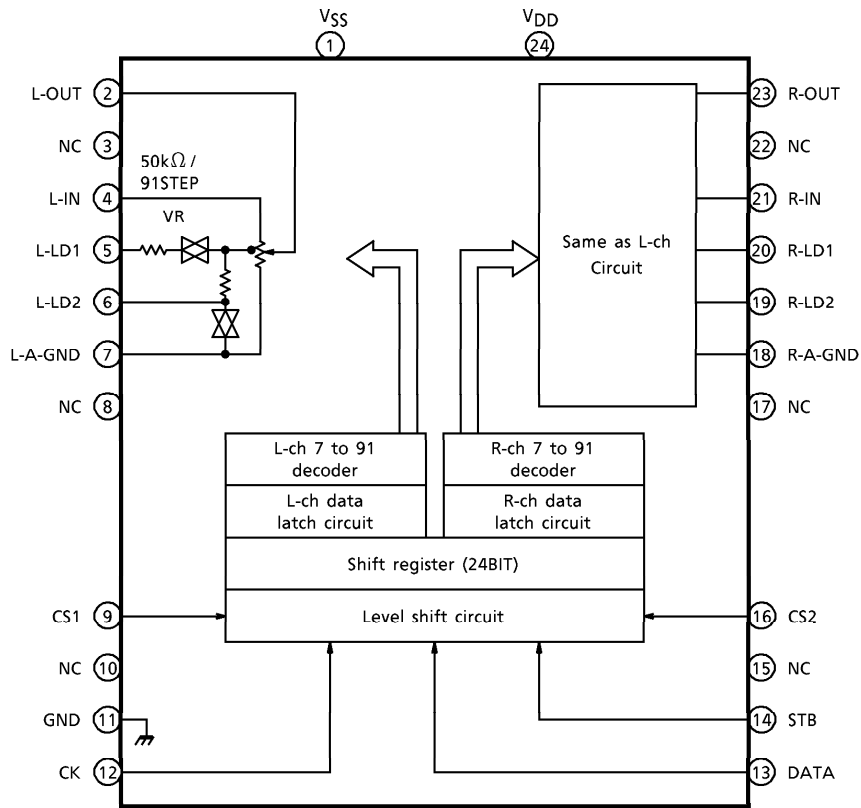 VSS
VDD
1
24
L-OUT 2
23 R-OUT
NC 3
22 NC
50kΩ /
91STEP
L-IN 4
21 R-IN
VR
L-LD1 5
20 R-LD1
Same as L-ch
Circuit
L-LD2 6
19 R-LD2
L-A-GND 7
18 R-A-GND
NC 8
17 NC
L-ch 7 to 91
decoder
R-ch 7 to 91
decoder
L-ch data
latch circuit
R-ch data
latch circuit
Shift register (24BIT)
Level shift circuit
CS1 9
16 CS2
NC 10
15 NC
GND 11
14 STB
CK 12
13 DATA